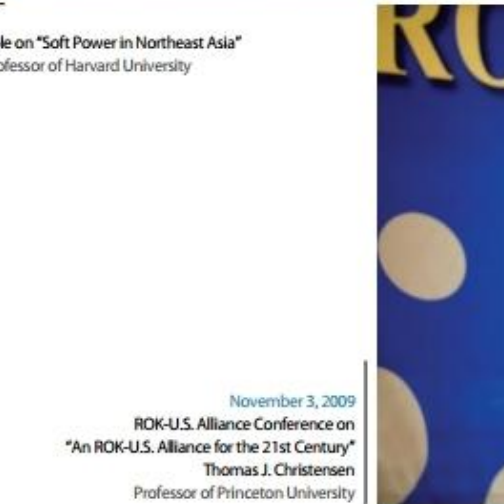 le on "Soft Power in Northeast Asia"
ofessor of Harvard University
RO
November 3, 2009
ROK-U.S. Alliance Conference on
"An ROK-U.S. Alliance for the 21st Century"
Thomas J. Christensen
Professor of Princeton University